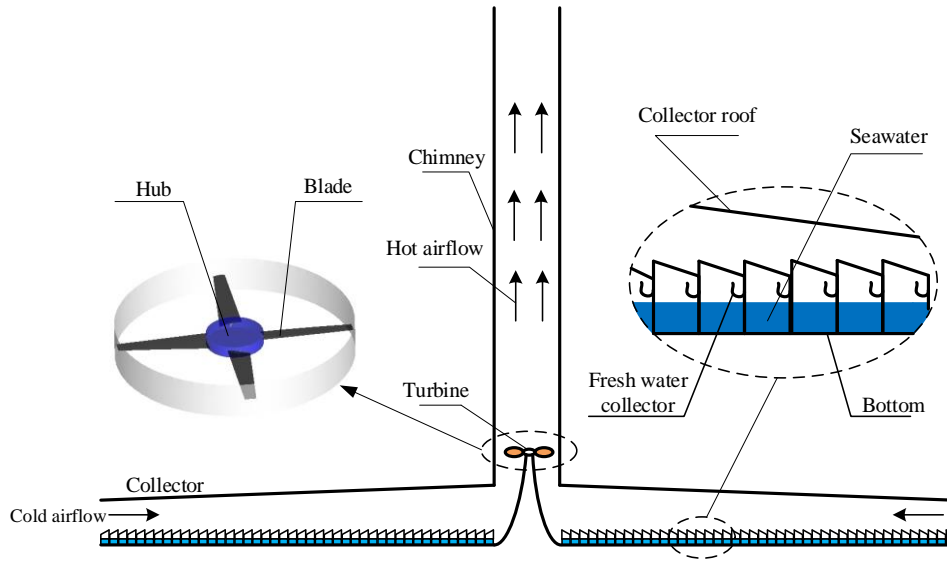 Collector roof
Seawater
Chimney
Hub
Blade
Hot airflow
Fresh water
collector
Bottom
Turbine
Collector
Cold airflow